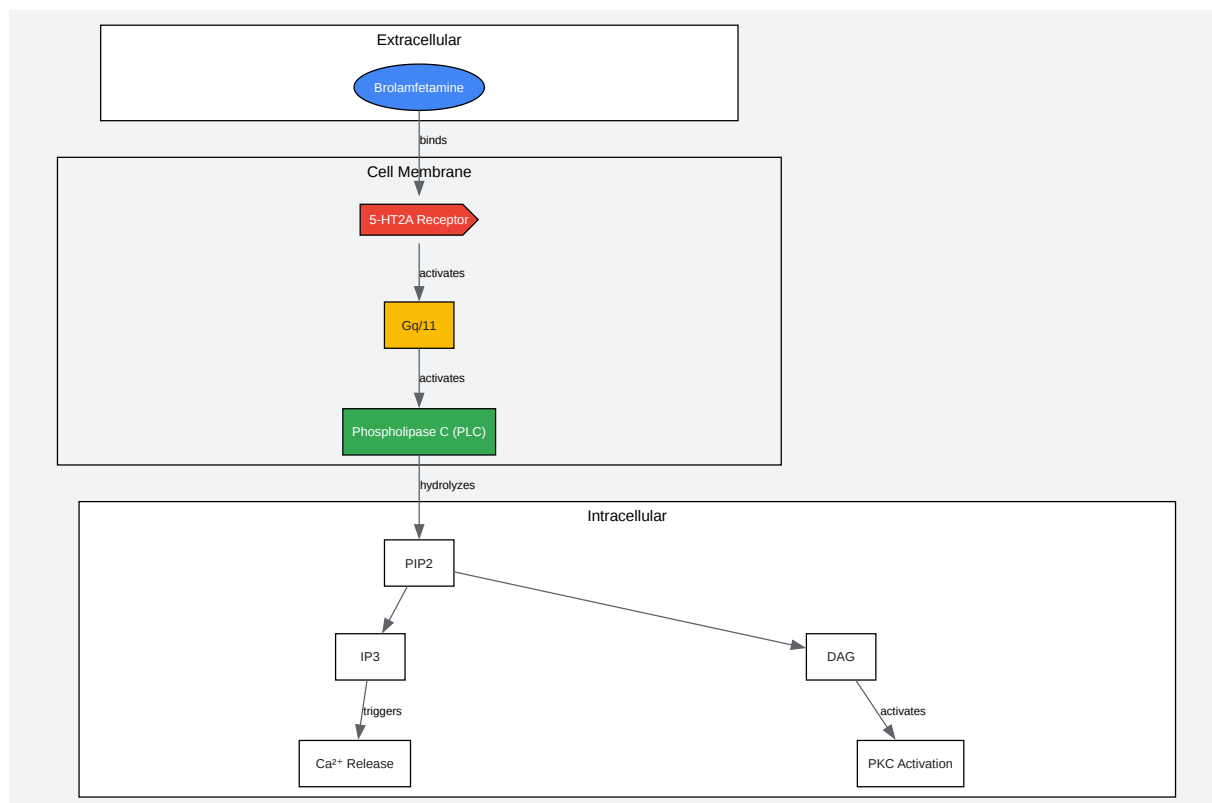 Extracellular
Brolamfetamine
binds
Cell Membrane
5-HT2A Receptor
activates
Gq/11
activates
Phospholipase C (PLC)
hydrolyzes
Intracellular
PIP2
IP3
DAG
triggers
activates
Ca²⁺ Release
PKC Activation